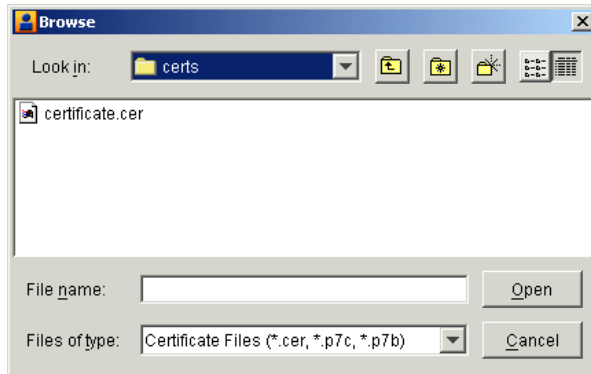 Browse
Look in: certs
certificate.cer
File name: Open
Files of type: Certificate Files (*.cer, *.p7c, *.p7b) Cancel